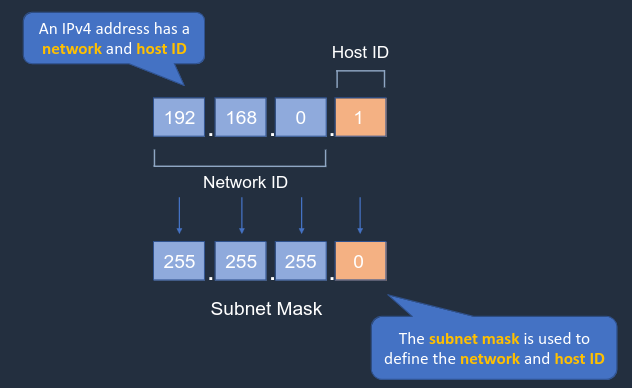 An IPv4 address has a
network and host ID
Host ID
192.168.0.1
Network ID
255.255.255.0
Subnet Mask
The subnet mask is used to
define the network and host ID